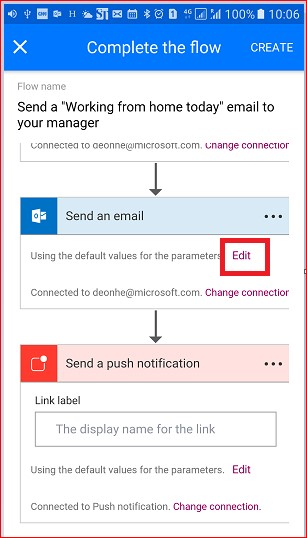 100% 10:06
Complete the flow
CREATE
Flow name
Send a "Working from home today" email to
your manager
Connected to deonhe@microsoft.com. Change connection
Send an email
Using the default values for the parameters. Edit
Connected to deonhe@microsoft.com. Change connection
Send a push notification
Link label
The display name for the link
Using the default values for the parameters. Edit
Connected to Push notification. Change connection.